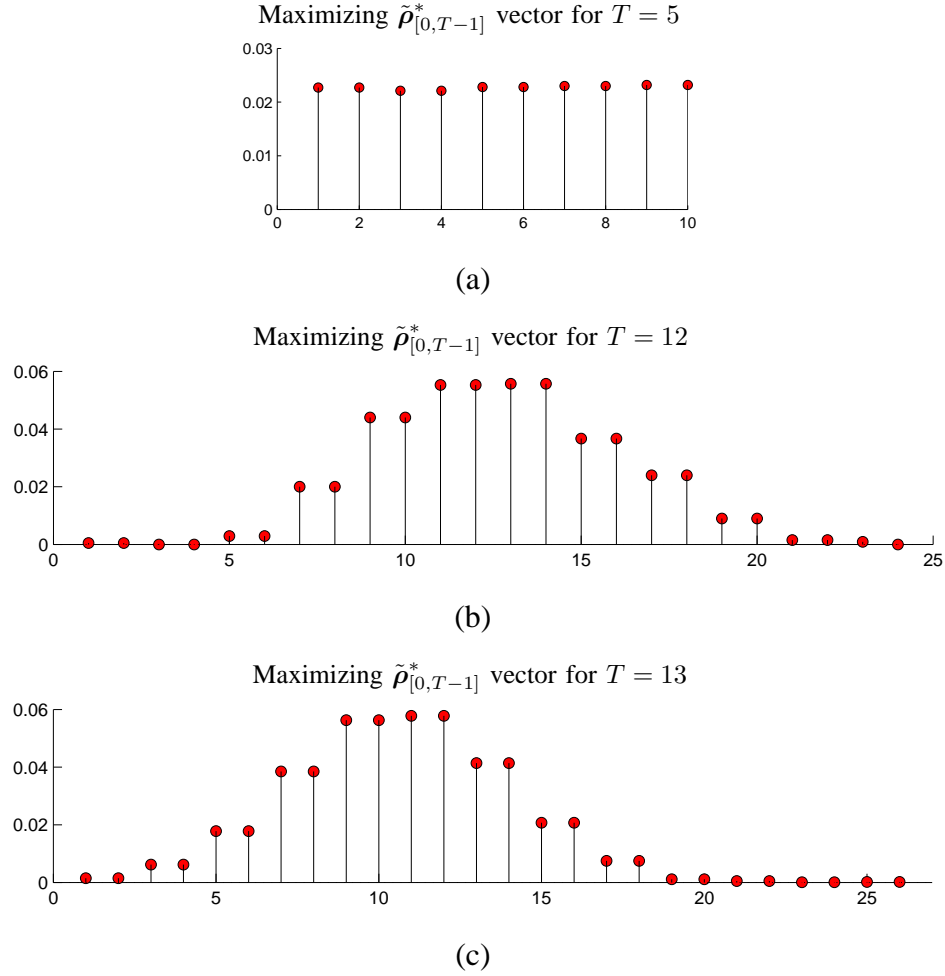 Maximizing ρ̃*[0,T−1] vector for T = 5
0.03
0.02
0.01
0
0 2 4 6 8 10
(a)
Maximizing ρ̃*[0,T−1] vector for T = 12
0.06
0.04
0.02
0
0 5 10 15 20 25
(b)
Maximizing ρ̃*[0,T−1] vector for T = 13
0.06
0.04
0.02
0
0 5 10 15 20 25
(c)